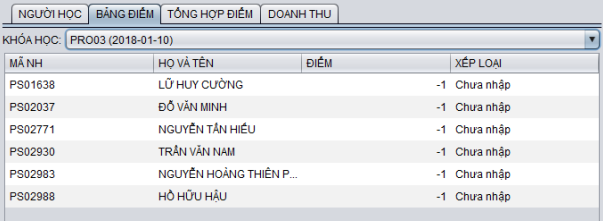 NGƯỜI HỌC BẢNG ĐIỂM TỔNG HỢP ĐIỂM DOANH THU
KHÓA HỌC: PRO03 (2018-01-10)
MÃ NH HỌ VÀ TÊN ĐIỂM XẾP LOẠI
PS01638 LỮ HUY CƯỜNG -1 Chưa nhập
PS02037 ĐỖ VĂN MINH -1 Chưa nhập
PS02771 NGUYỄN TẤN HIẾU -1 Chưa nhập
PS02930 TRẦN VĂN NAM -1 Chưa nhập
PS02983 NGUYỄN HOÀNG THIÊN P... -1 Chưa nhập
PS02988 HỒ HỮU HẬU -1 Chưa nhập